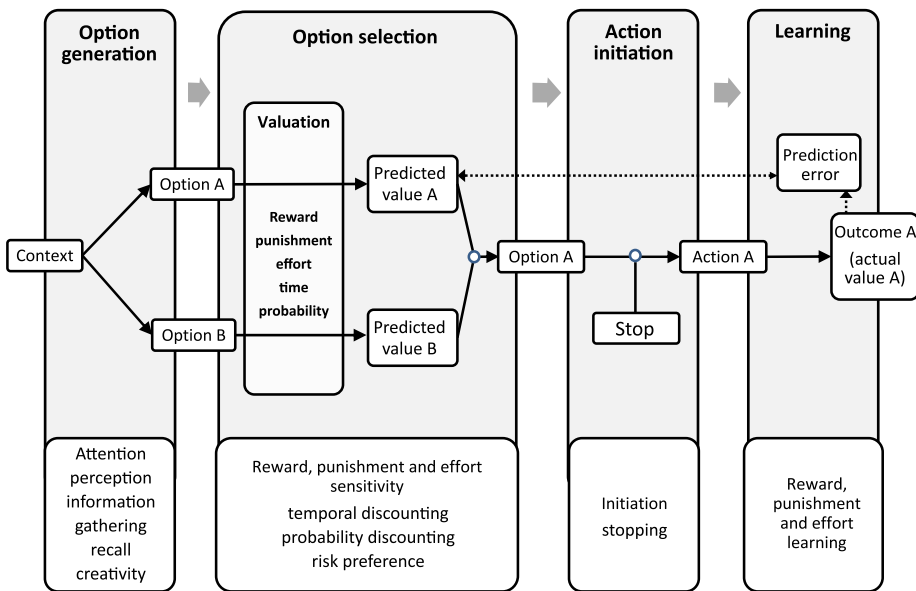 Option
generation
Option selection
Action
initiation
Learning
Valuation
Reward
punishment
effort
time
probability
Context
Option A
Option B
Predicted
value A
Predicted
value B
Option A
Stop
Action A
Prediction
error
Outcome A
(actual
value A)
Attention
perception
information
gathering
recall
creativity
Reward, punishment and effort
sensitivity
temporal discounting
probability discounting
risk preference
Initiation
stopping
Reward,
punishment
and effort
learning